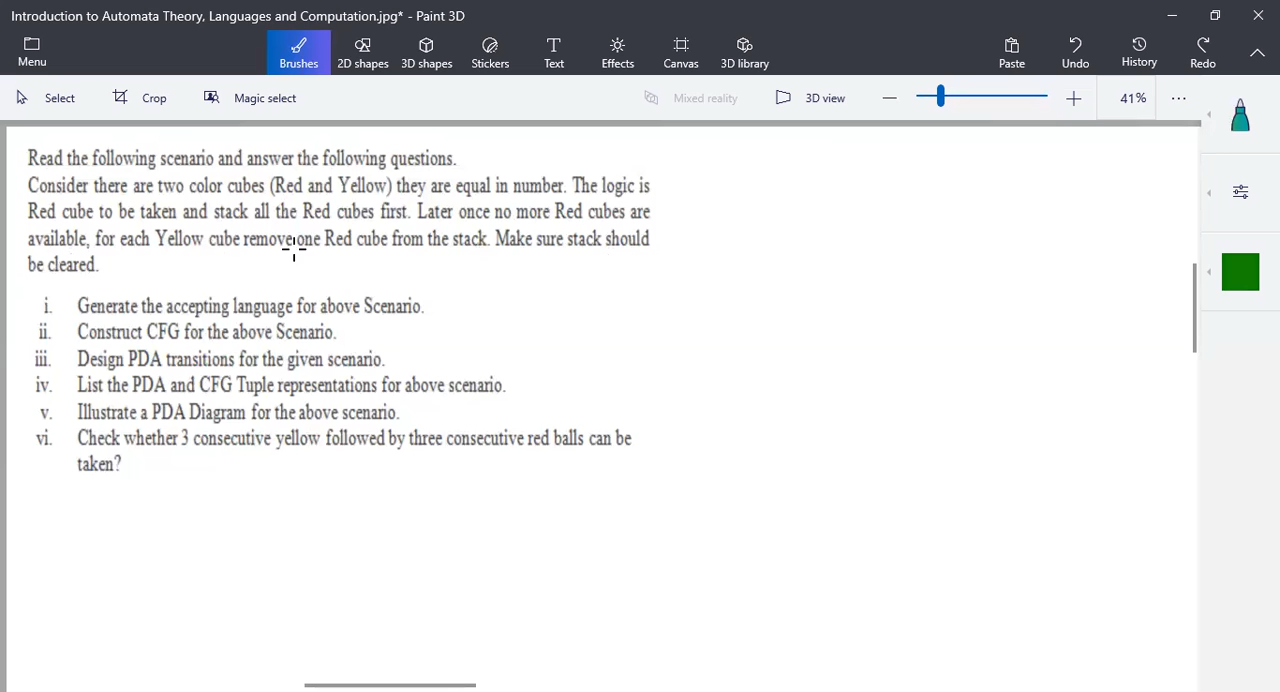 Introduction to Automata Theory, Languages and Computation.jpg* - Paint 3D
Menu
Brushes
2D shapes
3D shapes
Stickers
Text
Effects
Canvas
3D library
Paste
Undo
History
Redo
Select
Crop
Magic select
Mixed reality
3D view
41%
Read the following scenario and answer the following questions.
Consider there are two color cubes (Red and Yellow) they are equal in number. The logic is
Red cube to be taken and stack all the Red cubes first. Later once no more Red cubes are
available, for each Yellow cube remove one Red cube from the stack. Make sure stack should
be cleared.
i. Generate the accepting language for above Scenario.
ii. Construct CFG for the above Scenario.
iii. Design PDA transitions for the given scenario.
iv. List the PDA and CFG Tuple representations for above scenario.
v. Illustrate a PDA Diagram for the above scenario.
vi. Check whether 3 consecutive yellow followed by three consecutive red balls can be
taken?